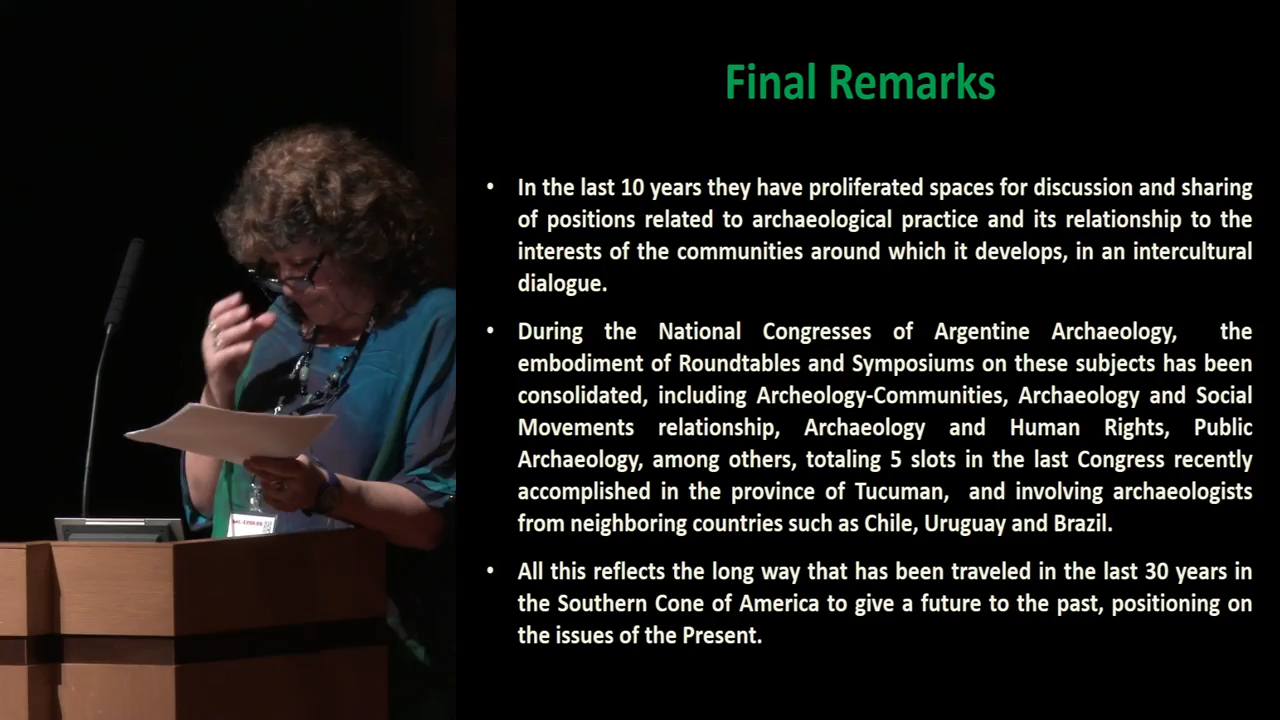 Final Remarks
• In the last 10 years they have proliferated spaces for discussion and sharing
of positions related to archaeological practice and its relationship to the
interests of the communities around which it develops, in an intercultural
dialogue.
• During the National Congresses of Argentine Archaeology, the
embodiment of Roundtables and Symposiums on these subjects has been
consolidated, including Archeology-Communities, Archaeology and Social
Movements relationship, Archaeology and Human Rights, Public
Archaeology, among others, totaling 5 slots in the last Congress recently
accomplished in the province of Tucuman, and involving archaeologists
from neighboring countries such as Chile, Uruguay and Brazil.
• All this reflects the long way that has been traveled in the last 30 years in
the Southern Cone of America to give a future to the past, positioning on
the issues of the Present.